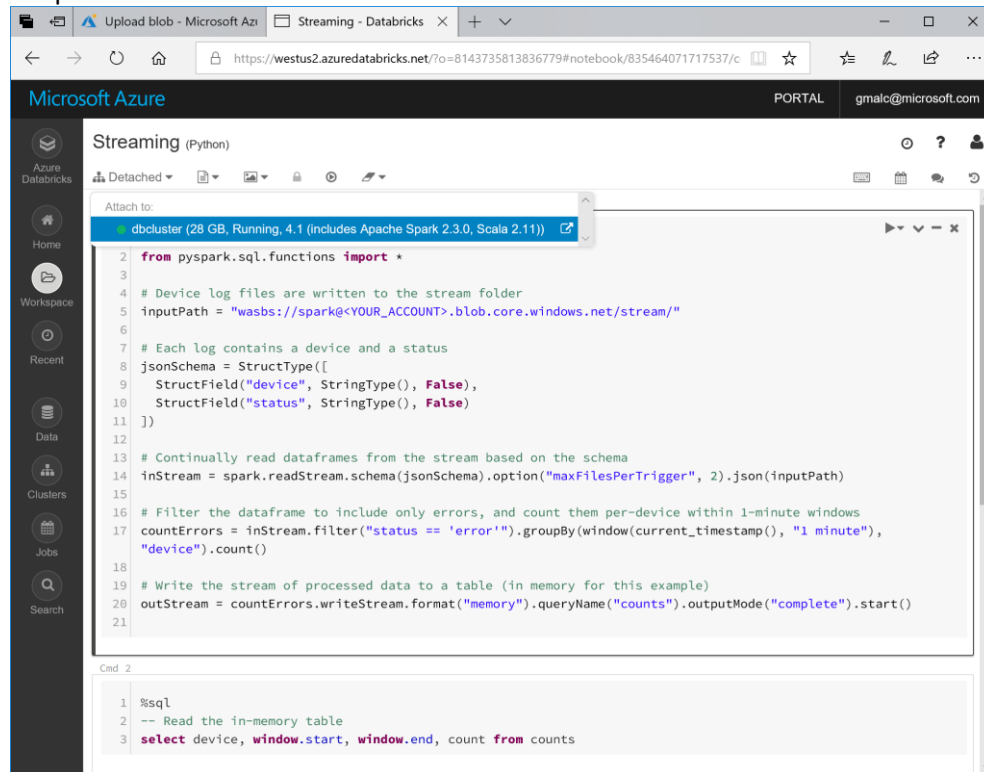 Upload blob - Microsoft Azu
Streaming - Databricks
https://westus2.azuredatabricks.net/?o=8143735813836779#notebook/835464071717537/c
Microsoft Azure
PORTAL
gmalc@microsoft.com
Azure Databricks
Home
Workspace
Recent
Data
Clusters
Jobs
Search
Streaming (Python)
Detached
Attach to:
dbcluster (28 GB, Running, 4.1 (includes Apache Spark 2.3.0, Scala 2.11))
2 from pyspark.sql.functions import *
3
4 # Device log files are written to the stream folder
5 inputPath = "wasbs://spark@<YOUR_ACCOUNT>.blob.core.windows.net/stream/"
6
7 # Each log contains a device and a status
8 jsonSchema = StructType([
9 StructField("device", StringType(), False),
10 StructField("status", StringType(), False)
11 ])
12
13 # Continually read dataframes from the stream based on the schema
14 inStream = spark.readStream.schema(jsonSchema).option("maxFilesPerTrigger", 2).json(inputPath)
15
16 # Filter the dataframe to include only errors, and count them per-device within 1-minute windows
17 countErrors = inStream.filter("status == 'error'").groupBy(window(current_timestamp(), "1 minute"),
"device").count()
18
19 # Write the stream of processed data to a table (in memory for this example)
20 outStream = countErrors.writeStream.format("memory").queryName("counts").outputMode("complete").start()
21
Cmd 2
1 %sql
2 -- Read the in-memory table
3 select device, window.start, window.end, count from counts